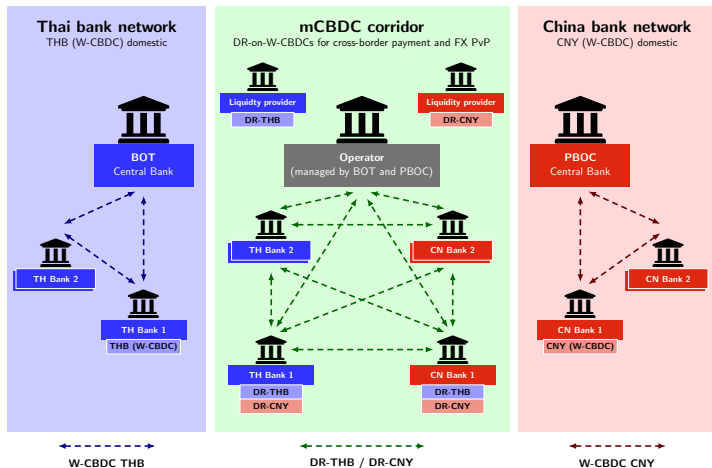 Thai bank network
THB (W-CBDC) domestic
BOT
Central Bank
TH Bank 2
TH Bank 1
THB (W-CBDC)
W-CBDC THB
mCBDC corridor
DR-on-W-CBDCs for cross-border payment and FX PvP
Liquidty provider
DR-THB
Liquidity provider
DR-CNY
Operator
(managed by BOT and PBOC)
TH Bank 2
CN Bank 2
TH Bank 1
DR-THB
DR-CNY
CN Bank 1
DR-THB
DR-CNY
DR-THB / DR-CNY
China bank network
CNY (W-CBDC) domestic
PBOC
Central Bank
CN Bank 2
CN Bank 1
CNY (W-CBDC)
W-CBDC CNY